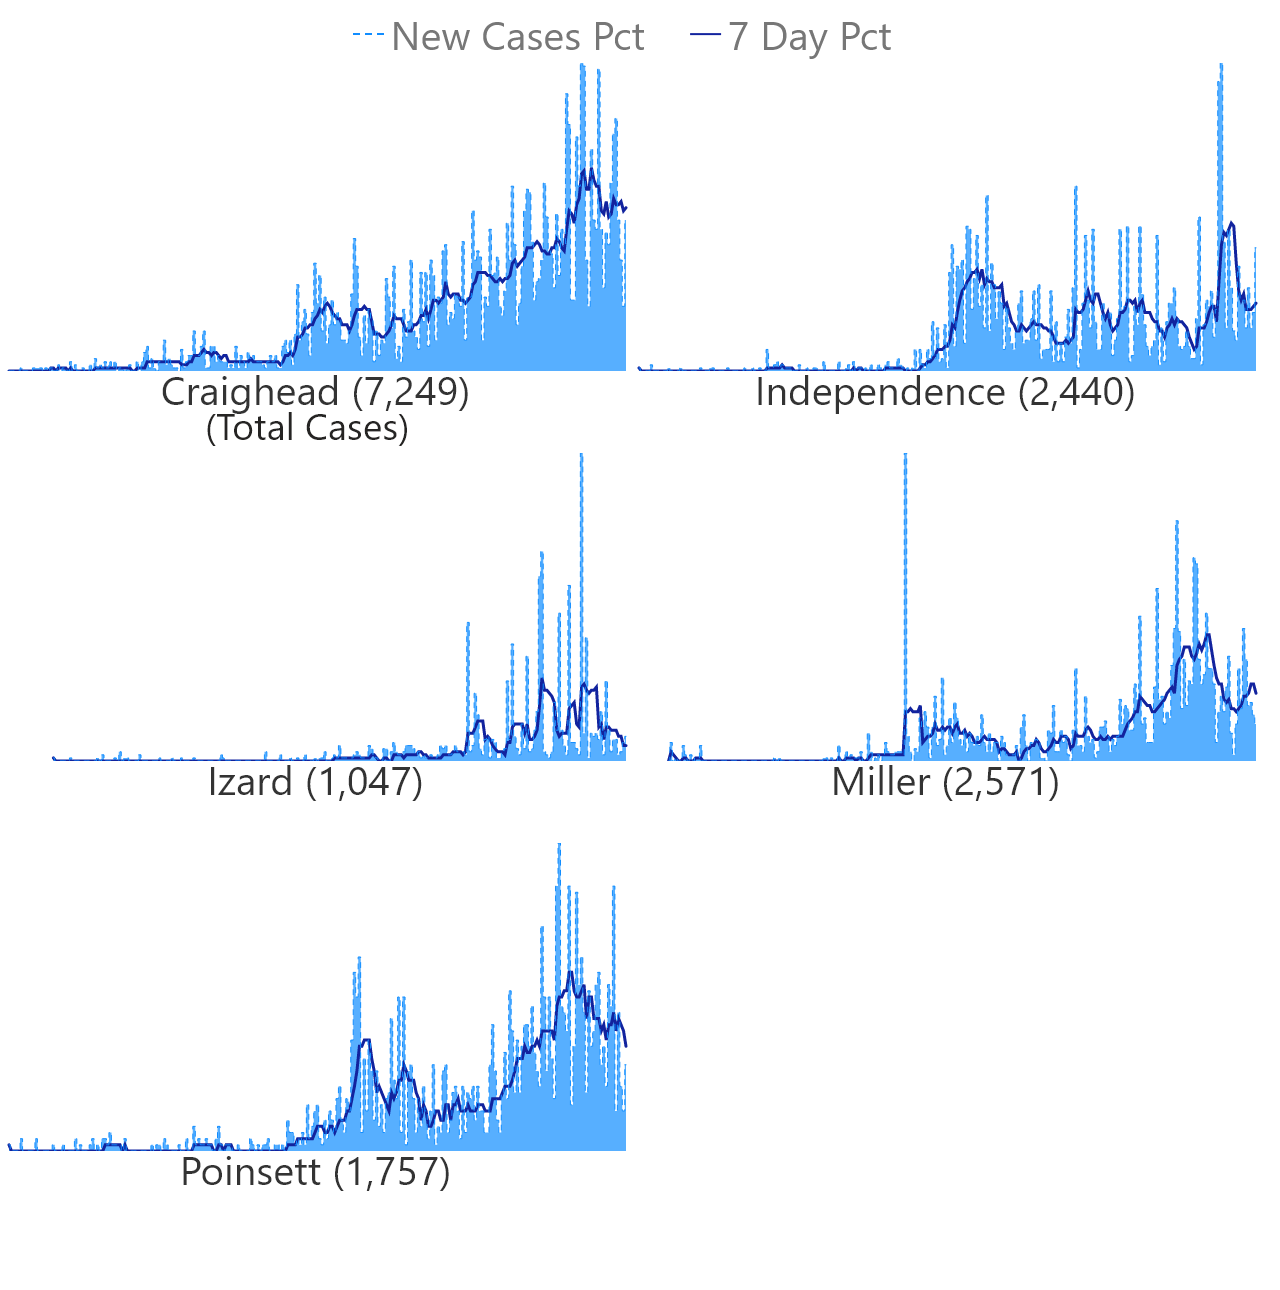 New Cases Pct 7 Day Pct
Craighead (7,249) Independence (2,440)
(Total Cases)
Izard (1,047) Miller (2,571)
Poinsett (1,757)